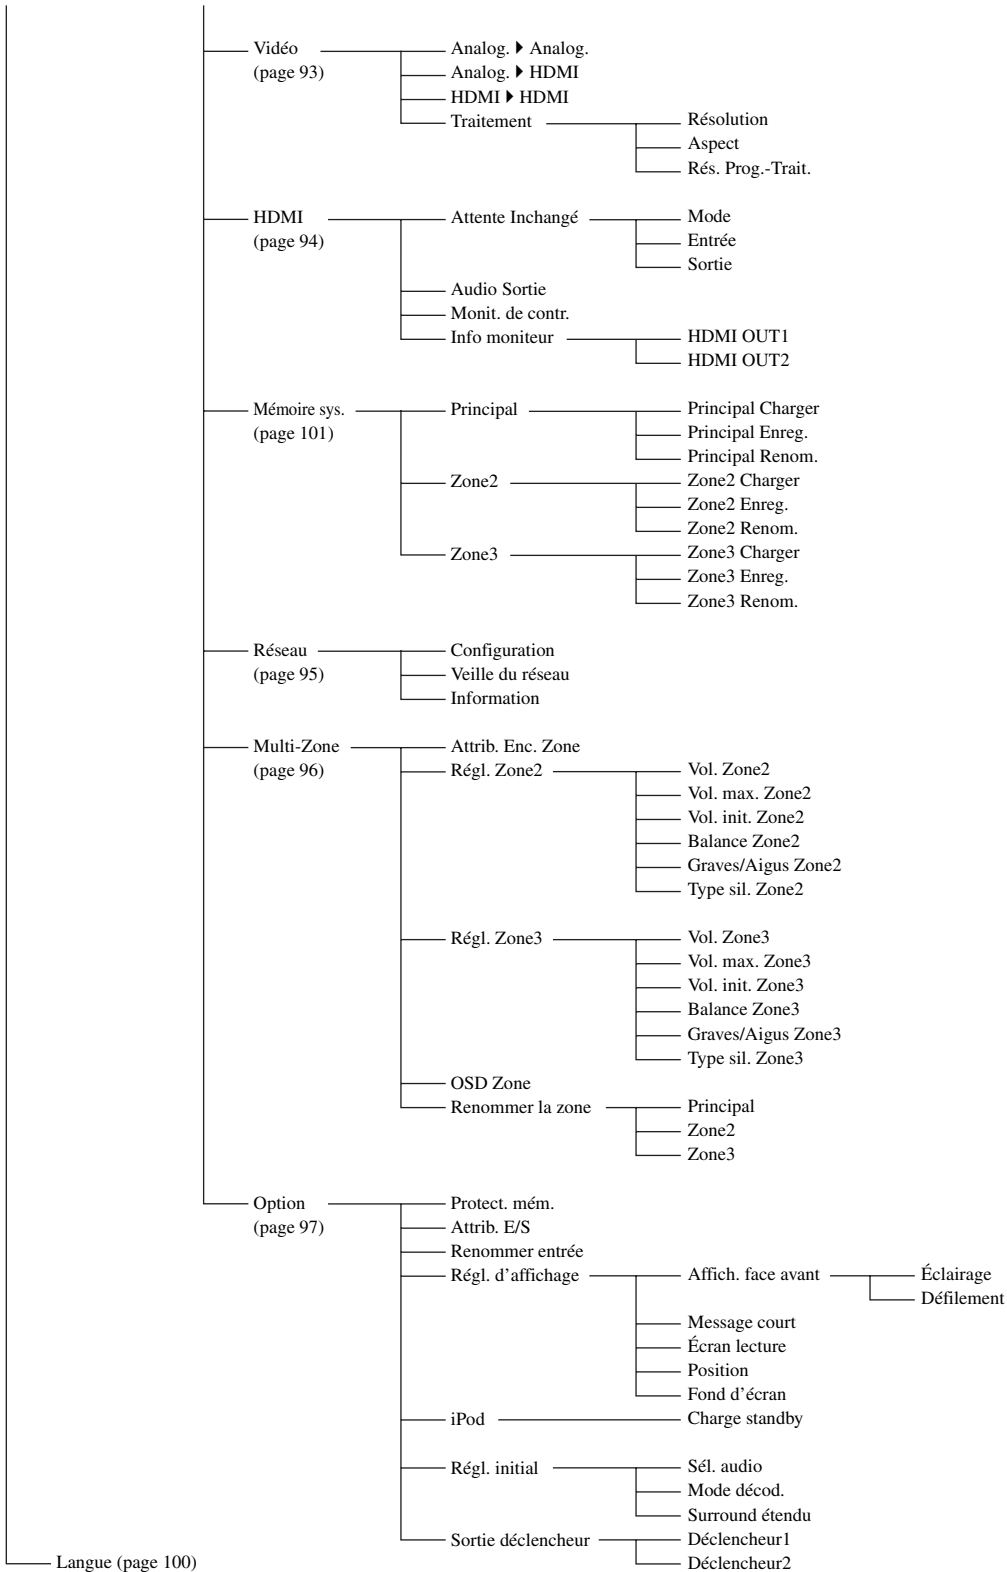 Vidéo
(page 93)
Analog. ▶ Analog.
Analog. ▶ HDMI
HDMI ▶ HDMI
Traitement
Résolution
Aspect
Rés. Prog.-Trait.
HDMI
(page 94)
Attente Inchangé
Mode
Entrée
Sortie
Audio Sortie
Monit. de contr.
Info moniteur
HDMI OUT1
HDMI OUT2
Mémoire sys.
(page 101)
Principal
Principal Charger
Principal Enreg.
Principal Renom.
Zone2
Zone2 Charger
Zone2 Enreg.
Zone2 Renom.
Zone3
Zone3 Charger
Zone3 Enreg.
Zone3 Renom.
Réseau
(page 95)
Configuration
Veille du réseau
Information
Multi-Zone
(page 96)
Attrib. Enc. Zone
Régl. Zone2
Vol. Zone2
Vol. max. Zone2
Vol. init. Zone2
Balance Zone2
Graves/Aigus Zone2
Type sil. Zone2
Régl. Zone3
Vol. Zone3
Vol. max. Zone3
Vol. init. Zone3
Balance Zone3
Graves/Aigus Zone3
Type sil. Zone3
OSD Zone
Renommer la zone
Principal
Zone2
Zone3
Option
(page 97)
Protect. mém.
Attrib. E/S
Renommer entrée
Régl. d'affichage
Affich. face avant
Éclairage
Défilement
Message court
Écran lecture
Position
Fond d'écran
iPod
Charge standby
Régl. initial
Sél. audio
Mode décod.
Surround étendu
Sortie déclencheur
Déclencheur1
Déclencheur2
Langue (page 100)